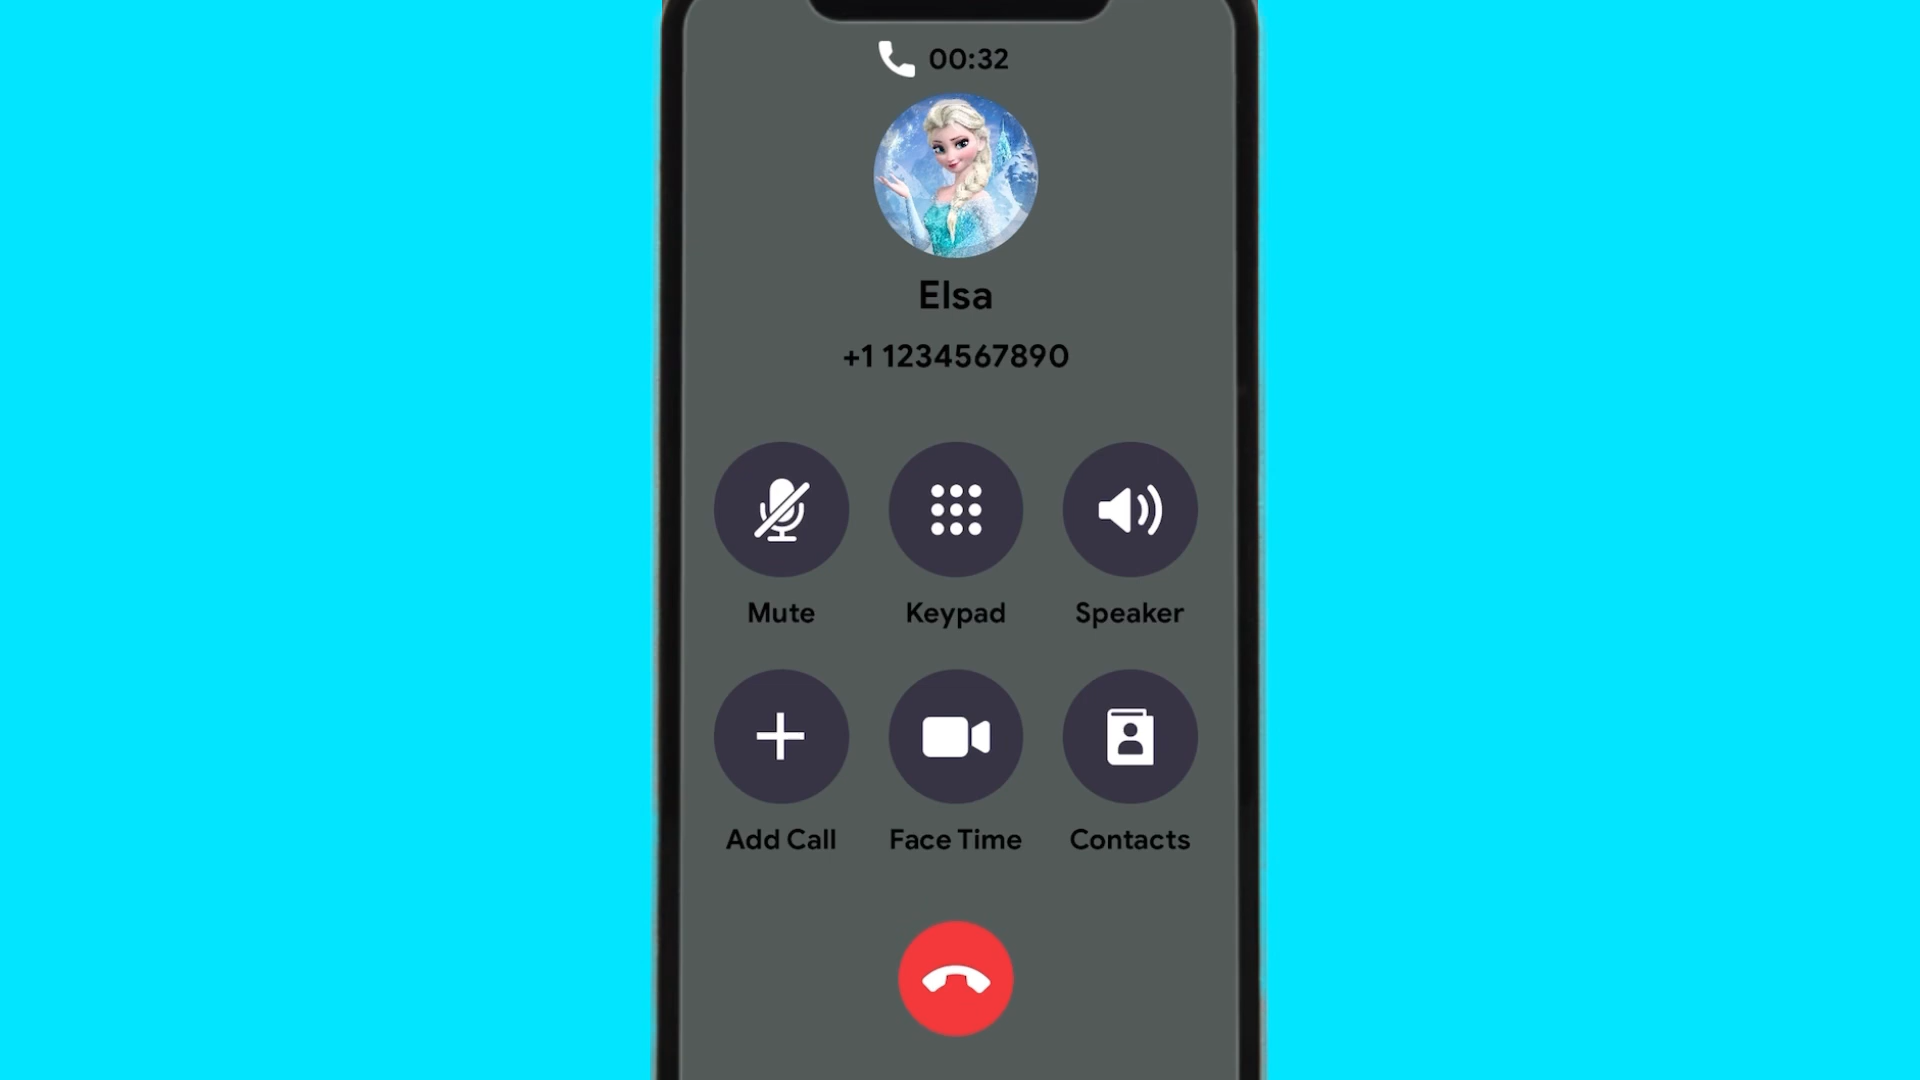 00:32
Elsa
+1 1234567890
Mute Keypad Speaker
Add Call Face Time Contacts